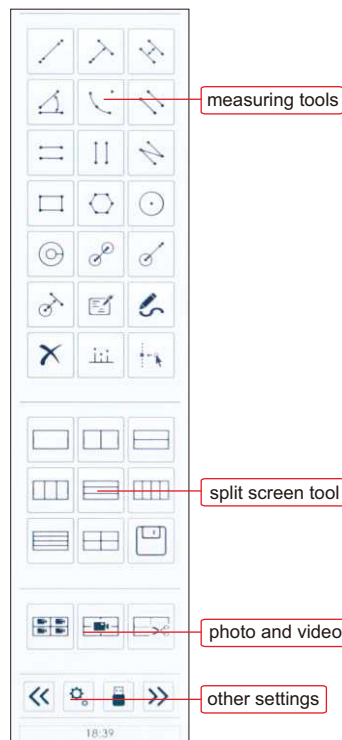 measuring tools
split screen tool
photo and video
other settings
18:39